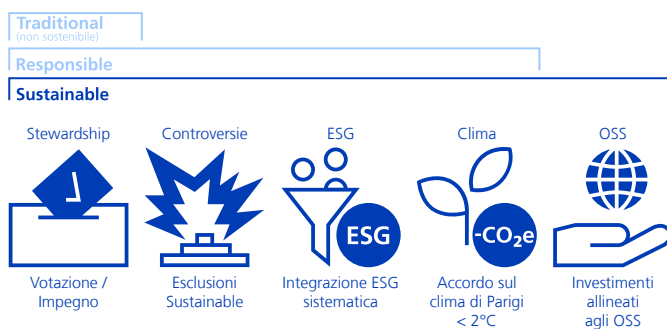 Traditional
(non sostenibile)
Responsible
Sustainable
Stewardship
Controversie
ESG
Clima
OSS
ESG
-CO₂e
Votazione /
Impegno
Esclusioni
Sustainable
Integrazione ESG
sistematica
Accordo sul
clima di Parigi
< 2°C
Investimenti
allineati
agli OSS